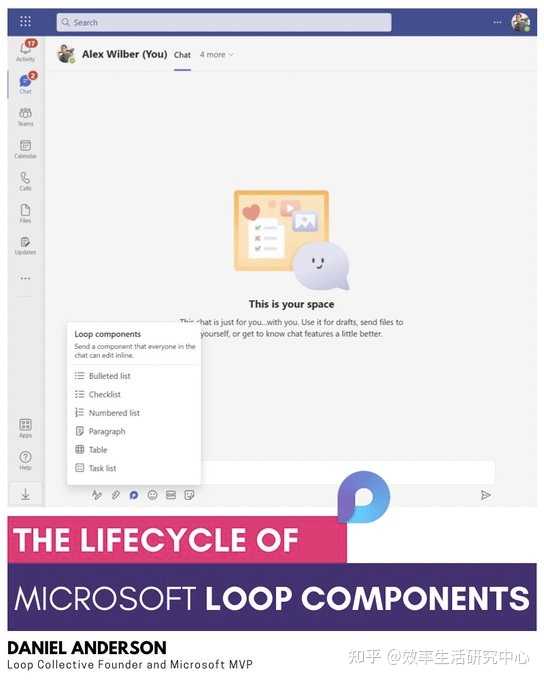 Search
17
Activity
Alex Wilber (You)
Chat
4 more
2
Chat
Teams
Calendar
Calls
Files
Updates
This is your space
This chat is just for you...with you. Use it for drafts, send files to
yourself, or get to know chat features a little better.
Loop components
Send a component that everyone in the
chat can edit inline.
Bulleted list
Checklist
Numbered list
Paragraph
Table
Task list
Apps
Help
GIF
THE LIFECYCLE OF
MICROSOFT LOOP COMPONENTS
DANIEL ANDERSON
Loop Collective Founder and Microsoft MVP
知乎 @效率生活研究中心